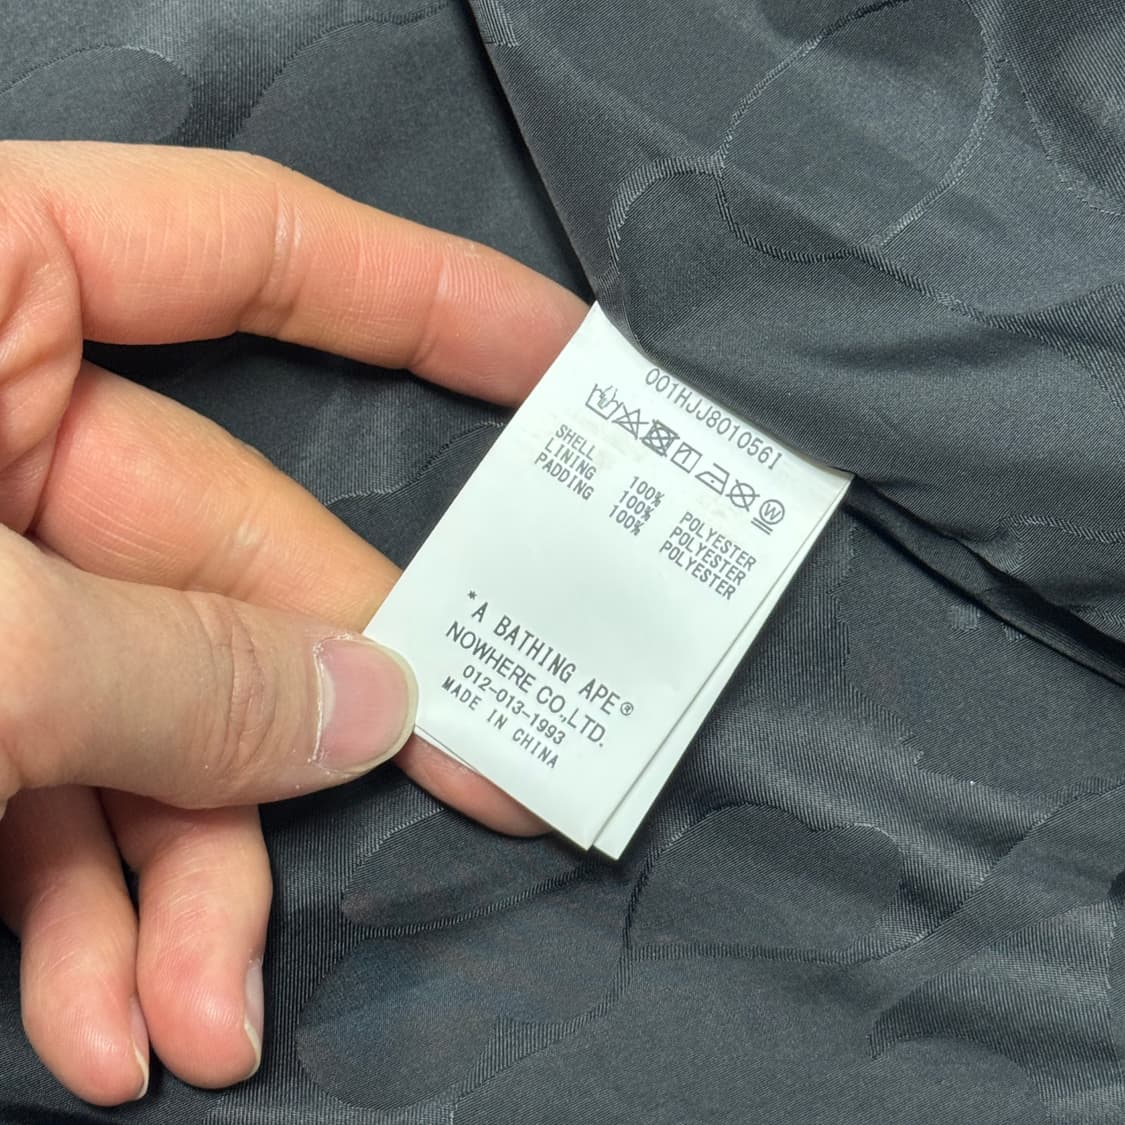 001HJJ801056I
W
SHELL 100% POLYESTER
LINING 100% POLYESTER
PADDING 100% POLYESTER
*A BATHING APE®
NOWHERE CO.,LTD.
012-013-1993
MADE IN CHINA